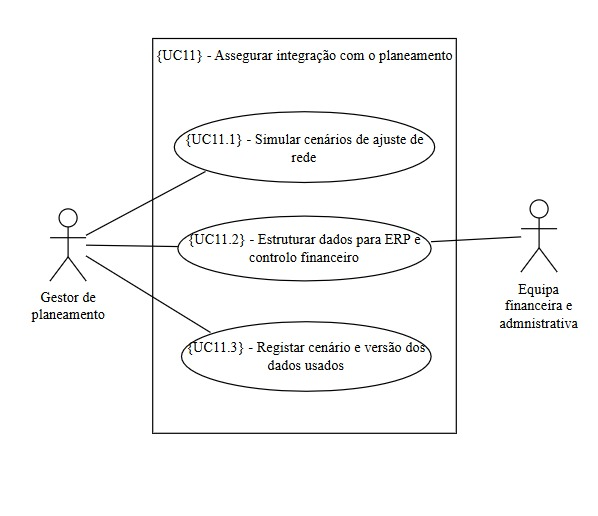 {UC11} - Assegurar integração com o planeamento
{UC11.1} - Simular cenários de ajuste de
rede
{UC11.2} - Estruturar dados para ERP e
controlo financeiro
{UC11.3} - Registar cenário e versão dos
dados usados
Gestor de
planeamento
Equipa
financeira e
admnistrativa